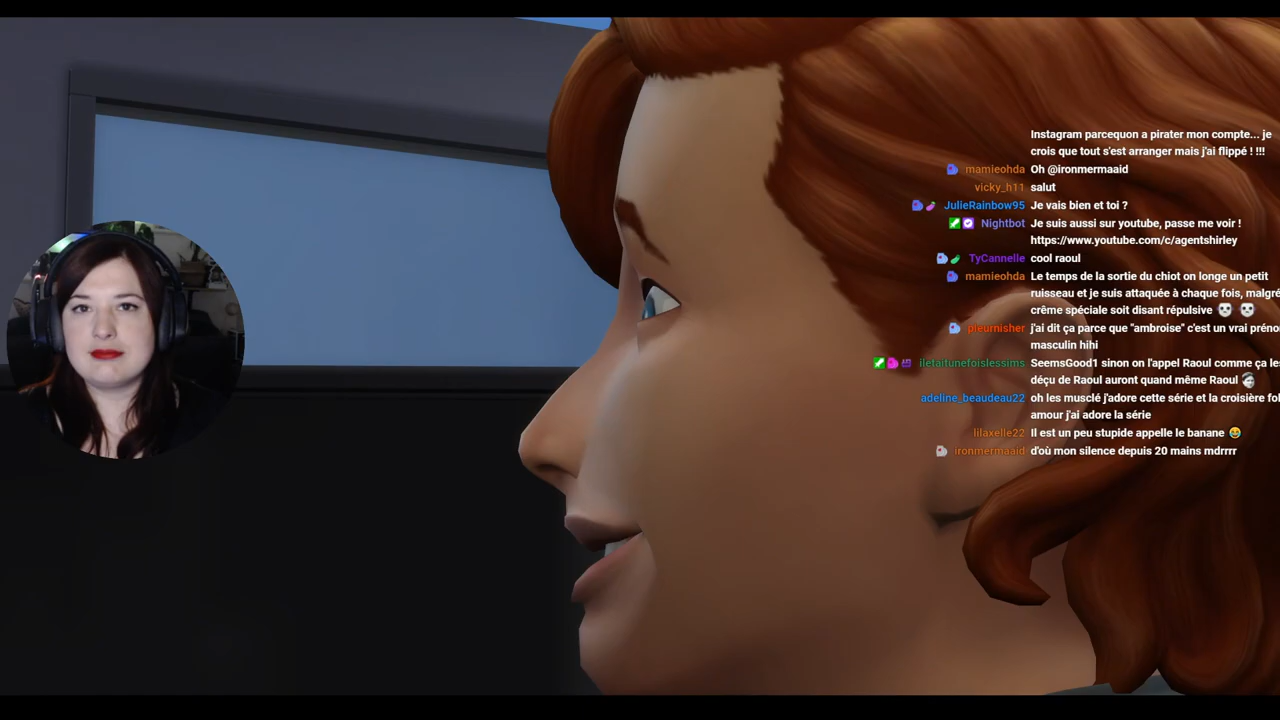 Instagram parcequon a pirater mon compte... je
crois que tout s'est arranger mais j'ai flippé ! !!!
mamieohda Oh @ironmermaaid
vicky_h11 salut
JulieRainbow95 Je vais bien et toi ?
Nightbot Je suis aussi sur youtube, passe me voir !
https://www.youtube.com/c/agentshirley
TyCannelle cool raoul
mamieohda Le temps de la sortie du chiot on longe un petit
ruisseau et je suis attaquée à chaque fois, malgré
crême spéciale soit disant répulsive
pleurnisher j'ai dit ça parce que "ambroise" c'est un vrai
masculin hihi
iletaitunefoislessims SeemsGood1 sinon on l'appel Raoul comme ça les
déçu de Raoul auront quand même Raoul
adeline_beaudeau22 oh les musclé j'adore cette série et la croisière
amour j'ai adore la série
lilaxelle22 Il est un peu stupide appelle le banane 😂
ironmermaaid d'où mon silence depuis 20 mains mdrrrr